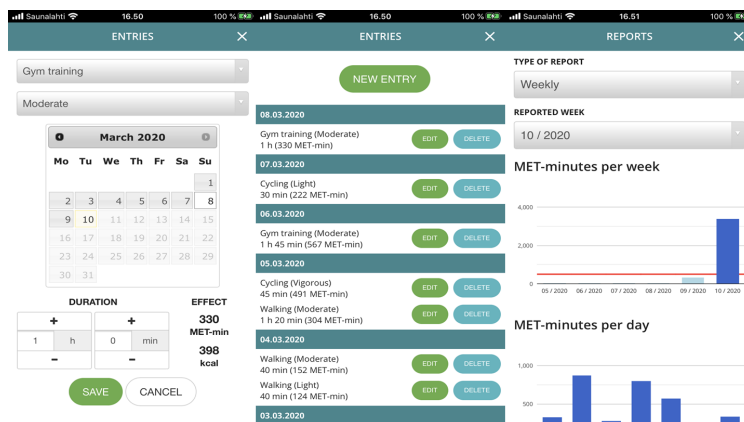 Saunalahti 16.50 100 %
ENTRIES
Gym training
Moderate
March 2020
Mo Tu We Th Fr Sa Su
1
2 3 4 5 6 7 8
9 10 11 12 13 14 15
16 17 18 19 20 21 22
23 24 25 26 27 28 29
30 31
DURATION EFFECT
+ + 330
MET-min
1 h 0 min
- - 398
kcal
SAVE CANCEL
Saunalahti 16.50 100 %
ENTRIES
NEW ENTRY
08.03.2020
Gym training (Moderate)
1 h (330 MET-min)
EDIT DELETE
07.03.2020
Cycling (Light)
30 min (222 MET-min)
EDIT DELETE
06.03.2020
Gym training (Moderate)
1 h 45 min (567 MET-min)
EDIT DELETE
05.03.2020
Cycling (Vigorous)
45 min (491 MET-min)
EDIT DELETE
Walking (Moderate)
1 h 20 min (304 MET-min)
EDIT DELETE
04.03.2020
Walking (Moderate)
40 min (152 MET-min)
EDIT DELETE
Walking (Light)
40 min (124 MET-min)
EDIT DELETE
03.03.2020
Saunalahti 16.51 100 %
REPORTS
TYPE OF REPORT
Weekly
REPORTED WEEK
10 / 2020
MET-minutes per week
4,000
2,000
0
05 / 2020 06 / 2020 07 / 2020 08 / 2020 09 / 2020 10 / 2020
MET-minutes per day
1,000
500